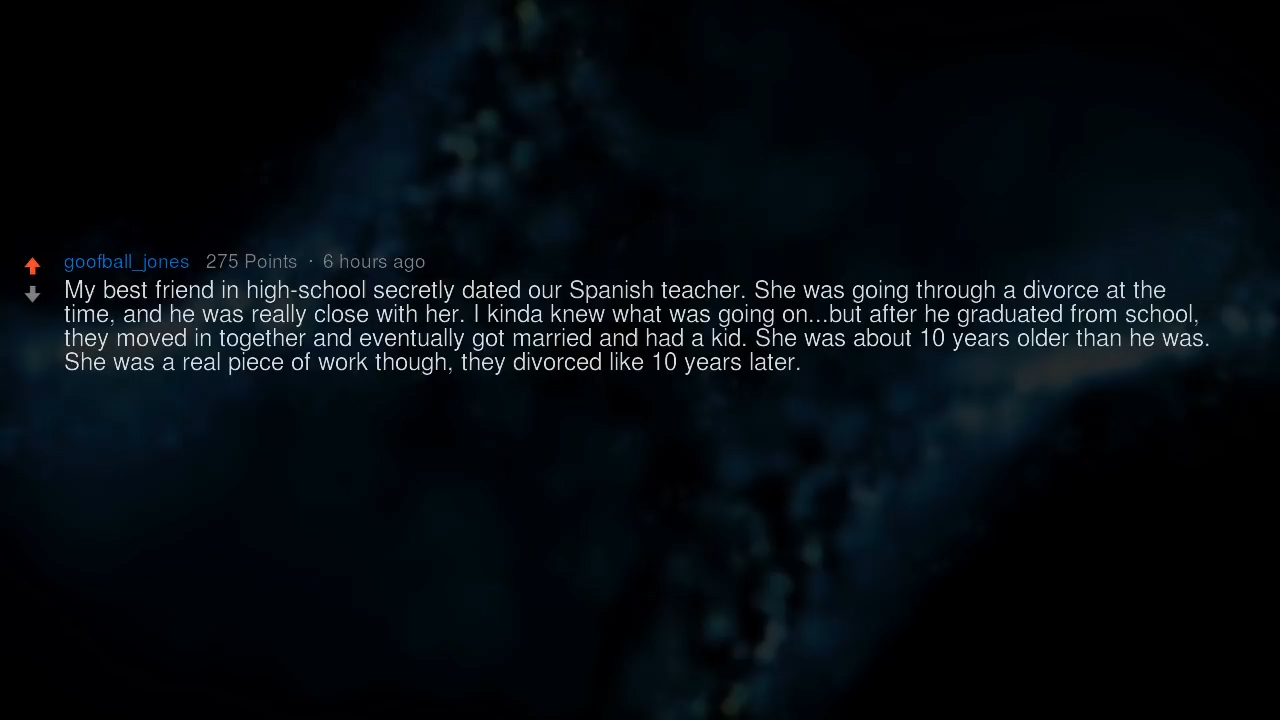 goofball_jones 275 Points · 6 hours ago
My best friend in high-school secretly dated our Spanish teacher. She was going through a divorce at the
time, and he was really close with her. I kinda knew what was going on...but after he graduated from school,
they moved in together and eventually got married and had a kid. She was about 10 years older than he was.
She was a real piece of work though, they divorced like 10 years later.